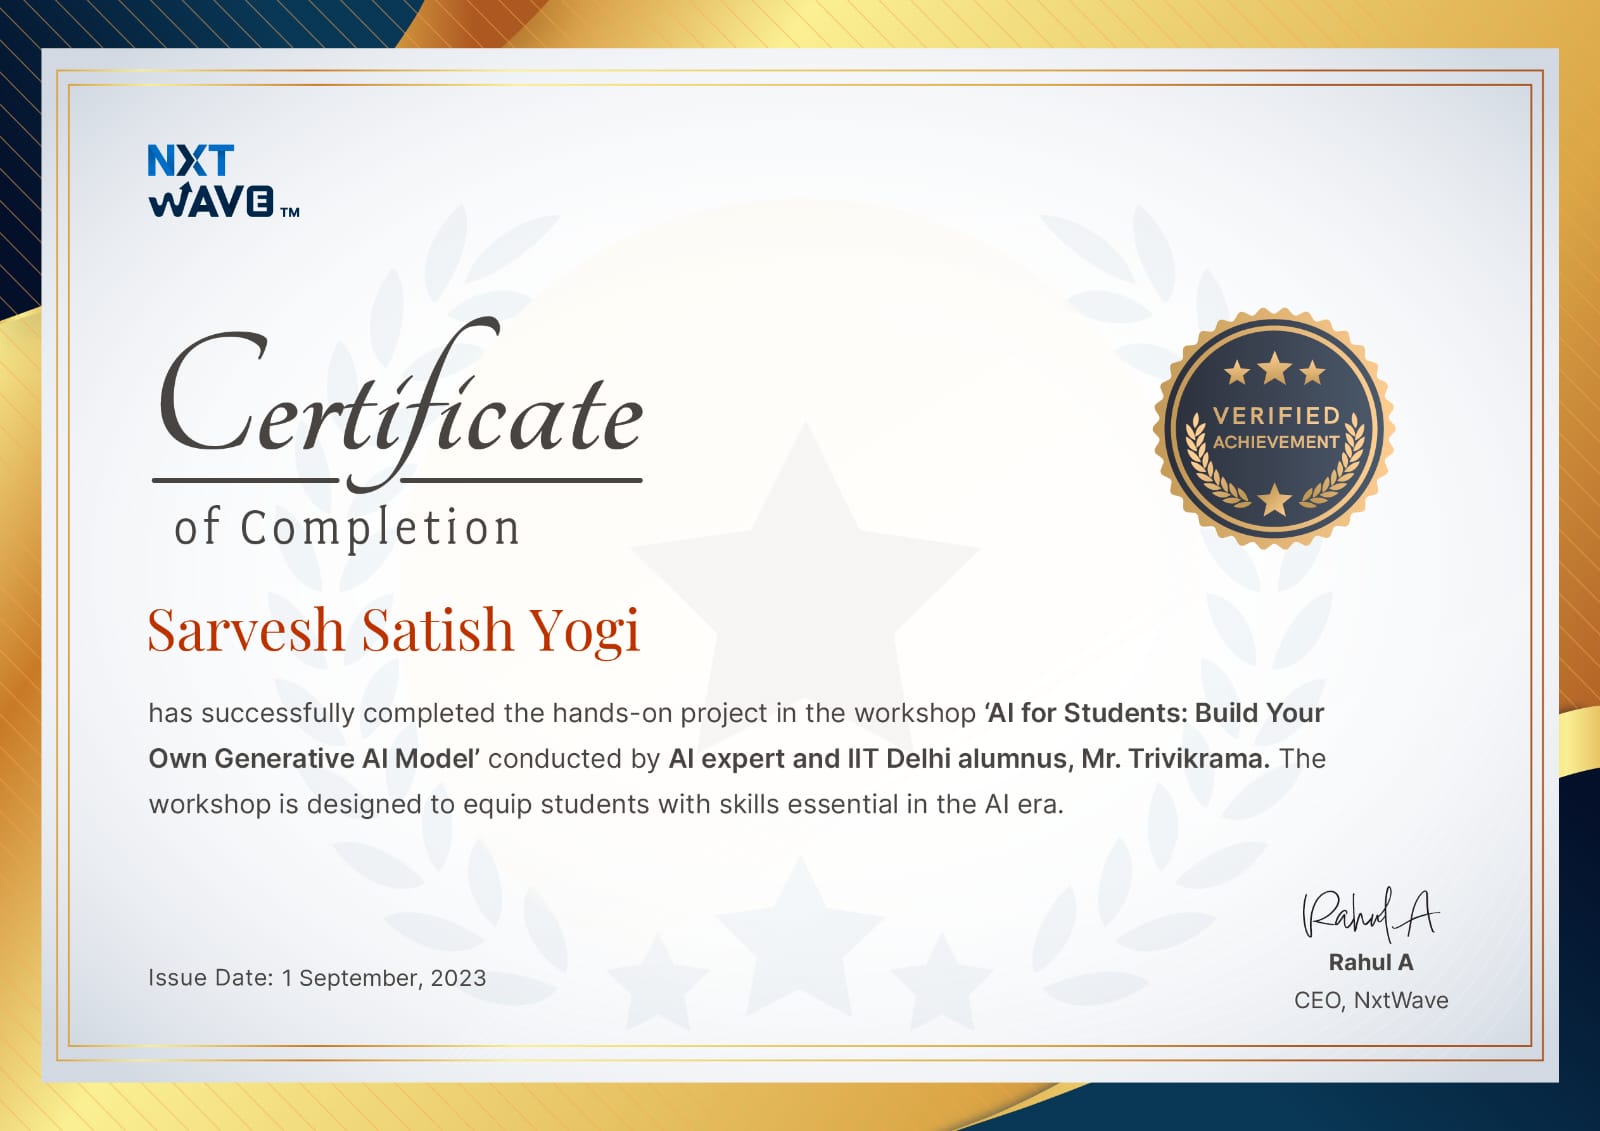 NXT
WAVE TM
Certificate
of Completion
VERIFIED
ACHIEVEMENT
Sarvesh Satish Yogi
has successfully completed the hands-on project in the workshop ‘AI for Students: Build Your
Own Generative AI Model’ conducted by AI expert and IIT Delhi alumnus, Mr. Trivikrama. The
workshop is designed to equip students with skills essential in the AI era.
Issue Date: 1 September, 2023
Rahul A
Rahul A
CEO, NxtWave